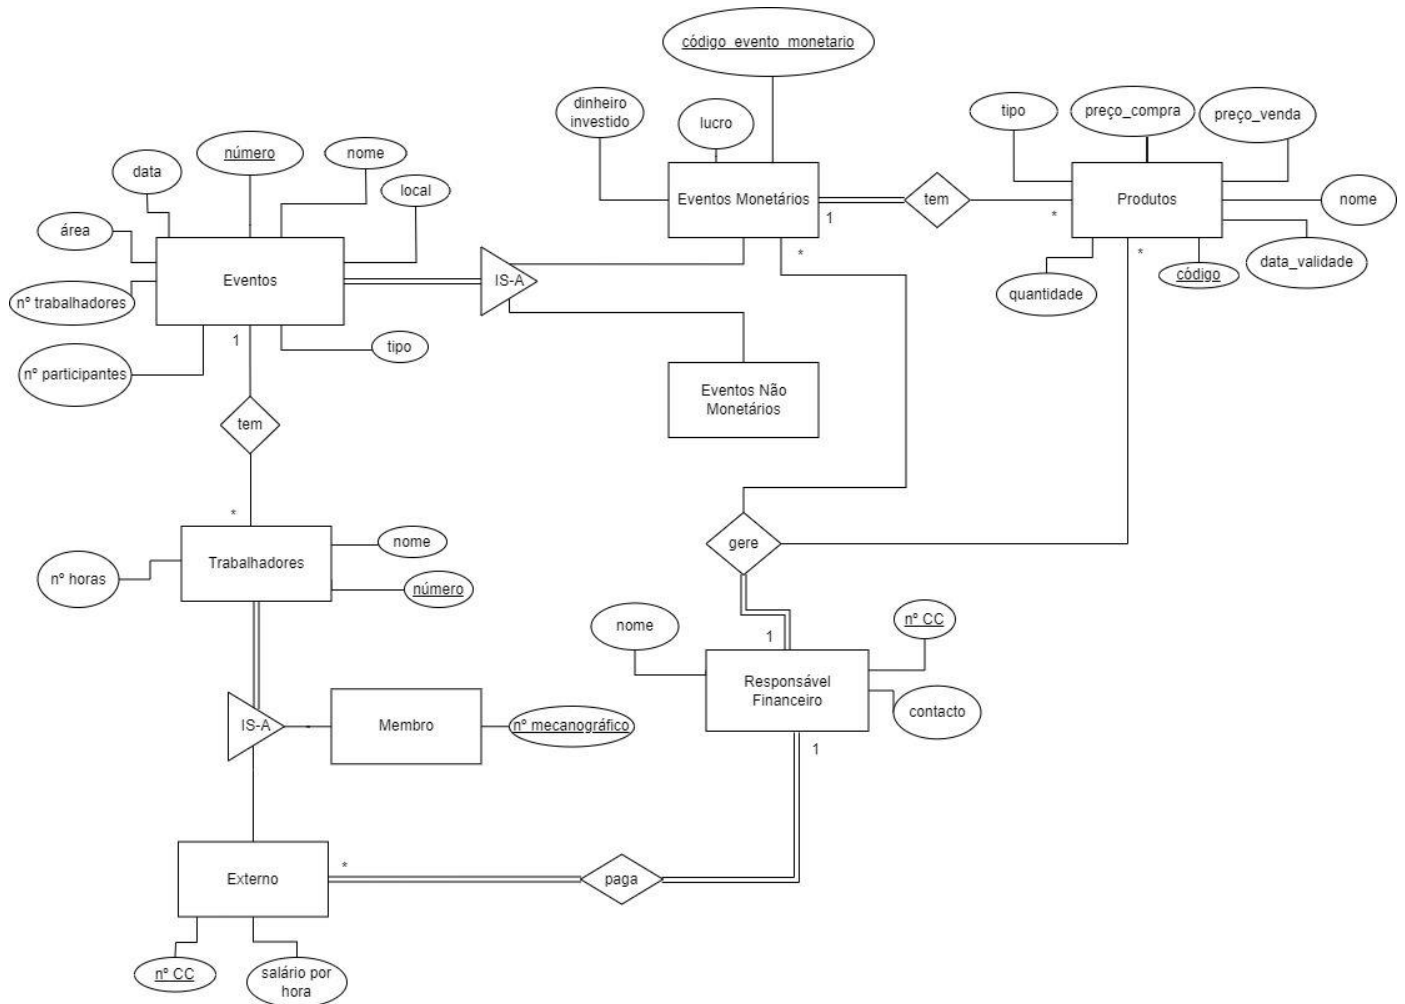 código_evento_monetario
dinheiro
investido
lucro
tipo
preço_compra
preço_venda
data
número
nome
local
área
Eventos Monetários
1
tem
*
Produtos
nome
*
*
código
data_validade
quantidade
Eventos
IS-A
nº trabalhadores
1
tipo
nº participantes
Eventos Não
Monetários
tem
*
Trabalhadores
nome
nº horas
número
gere
nome
1
nº CC
Responsável
Financeiro
contacto
IS-A
Membro
nº mecanográfico
1
Externo
*
paga
nº CC
salário por
hora